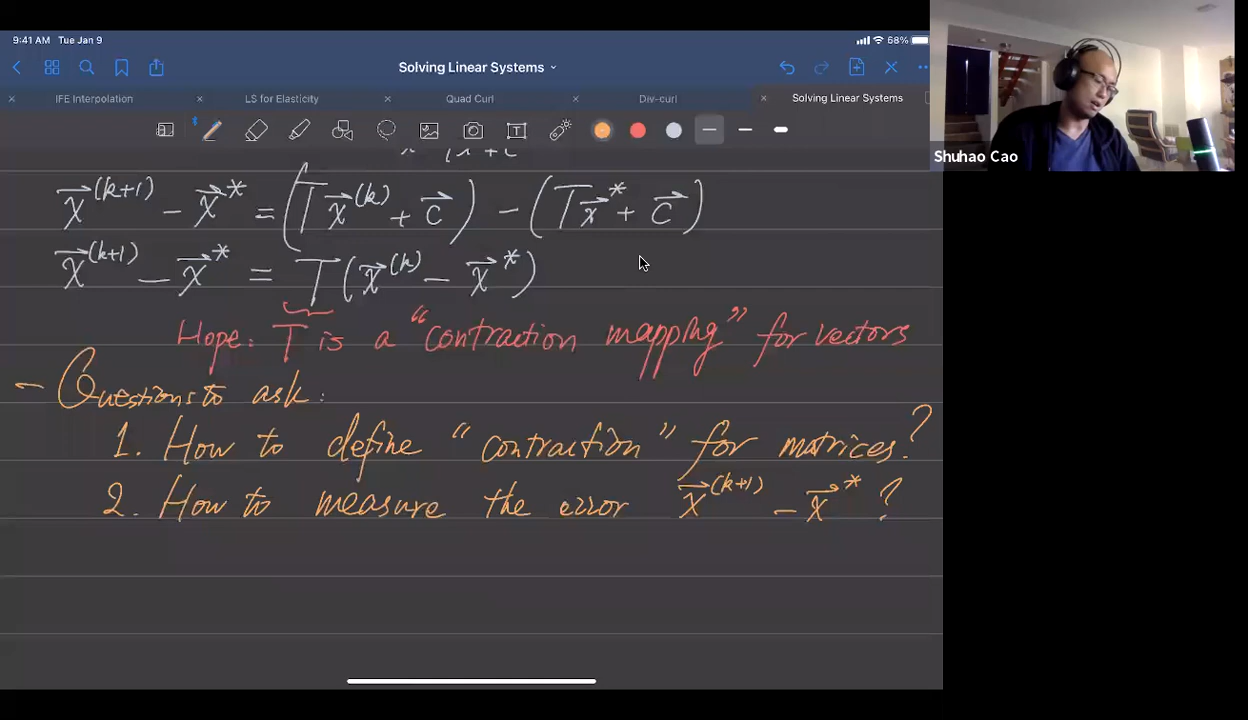 9:41 AM Tue Jan 9
68%
Solving Linear Systems
IFE Interpolation
LS for Elasticity
Quad Curl
Div-curl
Solving Linear Systems
Shuhao Cao
x⃗^(k+1) − x⃗^* = (T x⃗^(k) + c⃗) − (T x⃗^* + c⃗)
x⃗^(k+1) − x⃗^* = T(x⃗^(k) − x⃗^*)
Hope: T is a "contraction mapping" for vectors
– Questions to ask:
1. How to define "contraction" for matrices?
2. How to measure the error x⃗^(k+1) − x⃗^* ?